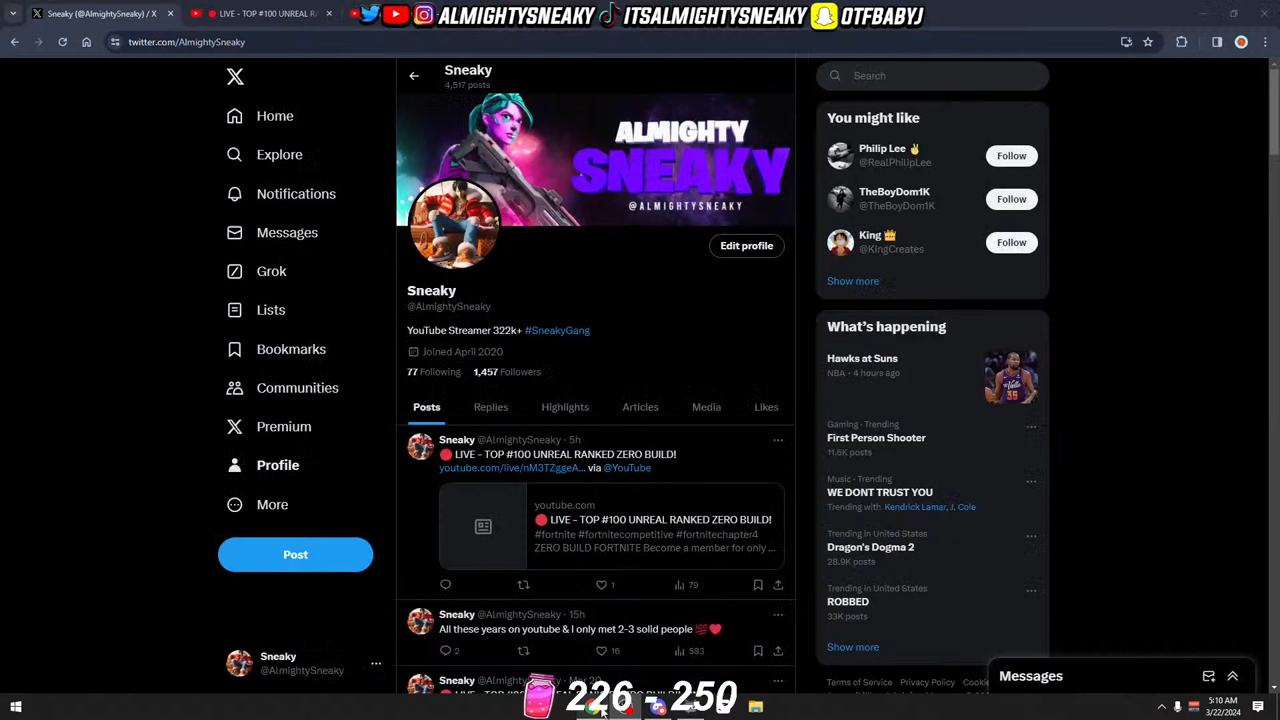 Sneaky (@AlmightySneaky) / X
LIVE - TOP #100 UNREAL R
ALMIGHTYSNEAKY
ITSALMIGHTYSNEAKY
OTFBABYJ
twitter.com/AlmightySneaky
Home
Explore
Notifications
Messages
Grok
Lists
Bookmarks
Communities
Premium
Profile
More
Post
Sneaky
@AlmightySneaky
Sneaky
4,517 posts
ALMIGHTY
SNEAKY
@ALMIGHTYSNEAKY
Edit profile
Sneaky
@AlmightySneaky
YouTube Streamer 322k+ #SneakyGang
Joined April 2020
77 Following 1,457 Followers
Posts Replies Highlights Articles Media Likes
Sneaky @AlmightySneaky · 5h
LIVE - TOP #100 UNREAL RANKED ZERO BUILD!
youtube.com/live/nM3TZggeA... via @YouTube
youtube.com
LIVE - TOP #100 UNREAL RANKED ZERO BUILD!
#fortnite #fortnitecompetitive #fortnitechapter4
ZERO BUILD FORTNITE Become a member for only ...
1 79
Sneaky @AlmightySneaky · 15h
All these years on youtube & I only met 2-3 solid people 💯❤️
2 16 583
Sneaky @AlmightySneaky · Mar 20
226 - 250
Search
You might like
Philip Lee ✌
@RealPhilipLee
Follow
TheBoyDom1K
@TheBoyDom1K
Follow
King 👑
@KingCreates
Follow
Show more
What's happening
Hawks at Suns
NBA · 4 hours ago
Gaming · Trending
First Person Shooter
11.6K posts
Music · Trending
WE DONT TRUST YOU
Trending with Kendrick Lamar, J. Cole
Trending in United States
Dragon's Dogma 2
28.9K posts
Trending in United States
ROBBED
33K posts
Show more
Terms of Service Privacy Policy Cookie
Messages
5:10 AM
3/22/2024